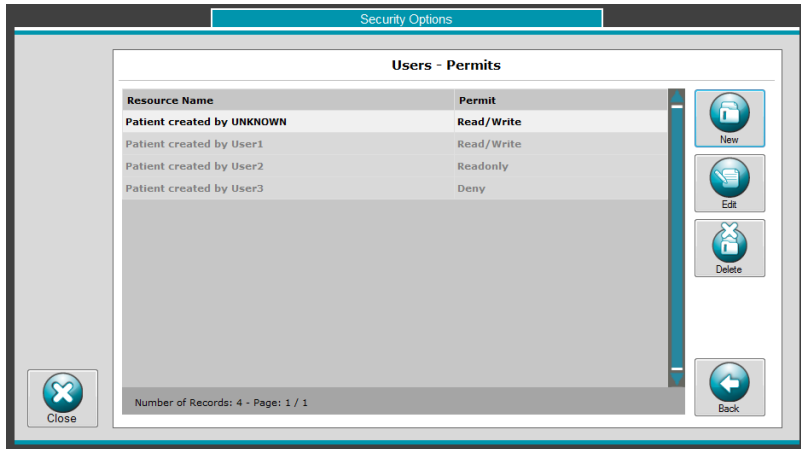 Security Options
Users - Permits
Resource Name Permit
Patient created by UNKNOWN Read/Write
Patient created by User1 Read/Write
Patient created by User2 Readonly
Patient created by User3 Deny
New
Edit
Delete
Number of Records: 4 - Page: 1 / 1
Back
Close